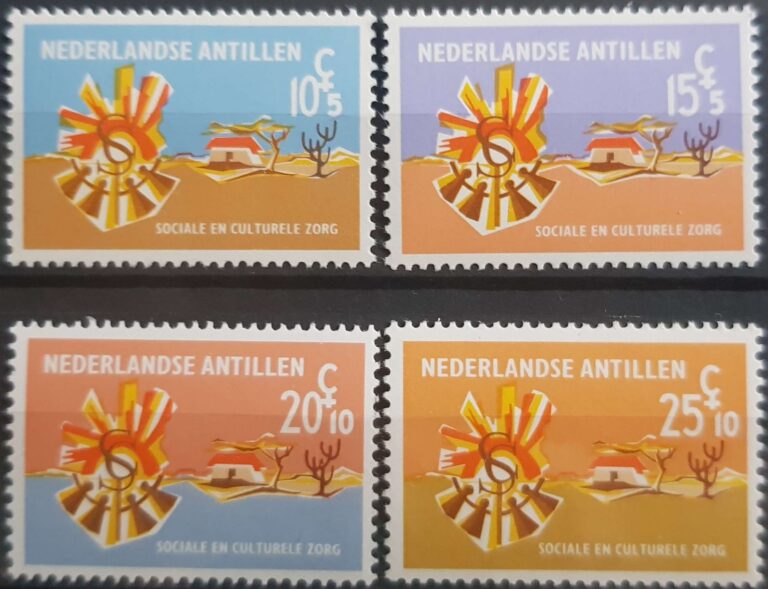 NEDERLANDSE ANTILLEN
10 c+5
SOCIALE EN CULTURELE ZORG
NEDERLANDSE ANTILLEN
15 c+5
SOCIALE EN CULTURELE ZORG
NEDERLANDSE ANTILLEN
20 c+10
SOCIALE EN CULTURELE ZORG
NEDERLANDSE ANTILLEN
25 c+10
SOCIALE EN CULTURELE ZORG